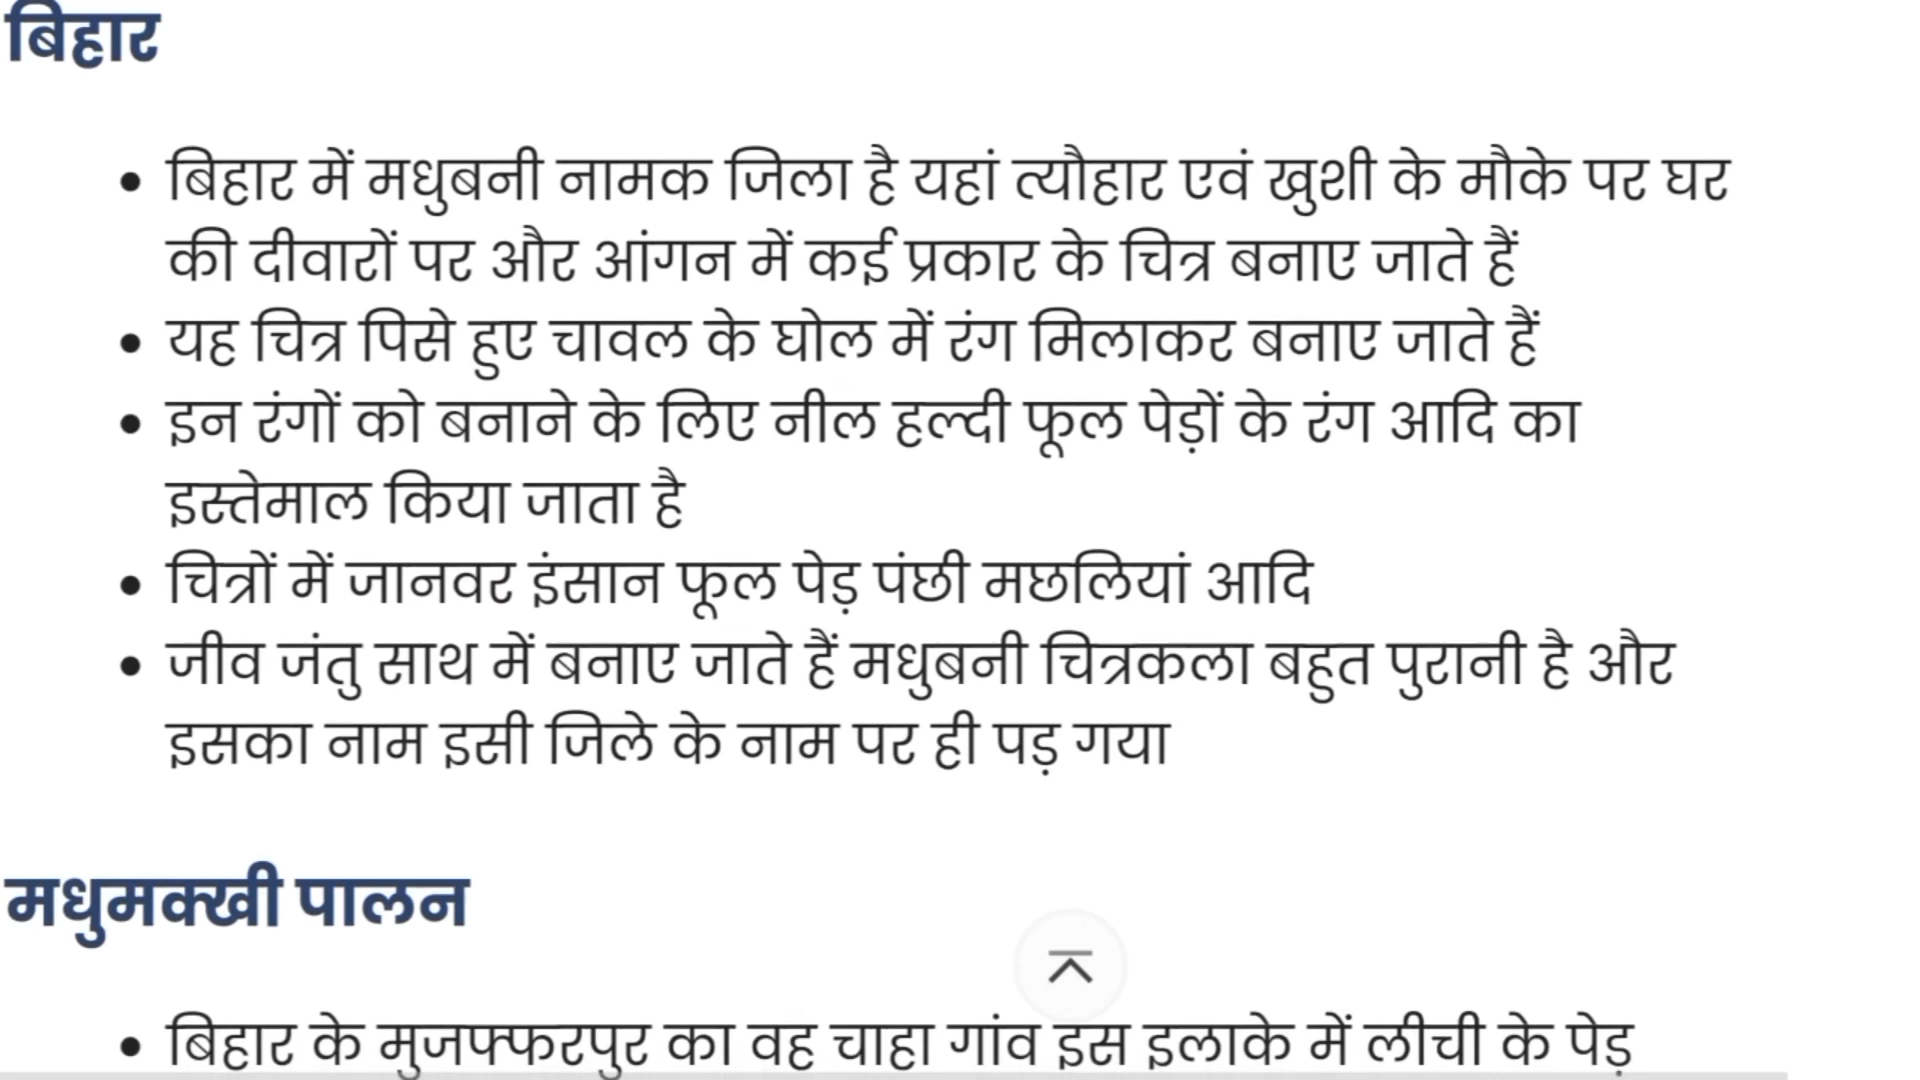 बिहार
बिहार में मधुबनी नामक जिला है यहां त्यौहार एवं खुशी के मौके पर घर
की दीवारों पर और आंगन में कई प्रकार के चित्र बनाए जाते हैं
यह चित्र पिसे हुए चावल के घोल में रंग मिलाकर बनाए जाते हैं
इन रंगों को बनाने के लिए नील हल्दी फूल पेड़ों के रंग आदि का
इस्तेमाल किया जाता है
चित्रों में जानवर इंसान फूल पेड़ पंछी मछलियां आदि
जीव जंतु साथ में बनाए जाते हैं मधुबनी चित्रकला बहुत पुरानी है और
इसका नाम इसी जिले के नाम पर ही पड़ गया
मधुमक्खी पालन
बिहार के मुजफ्फरपुर का वह चाहा गांव इस इलाके में लीची के पेड़